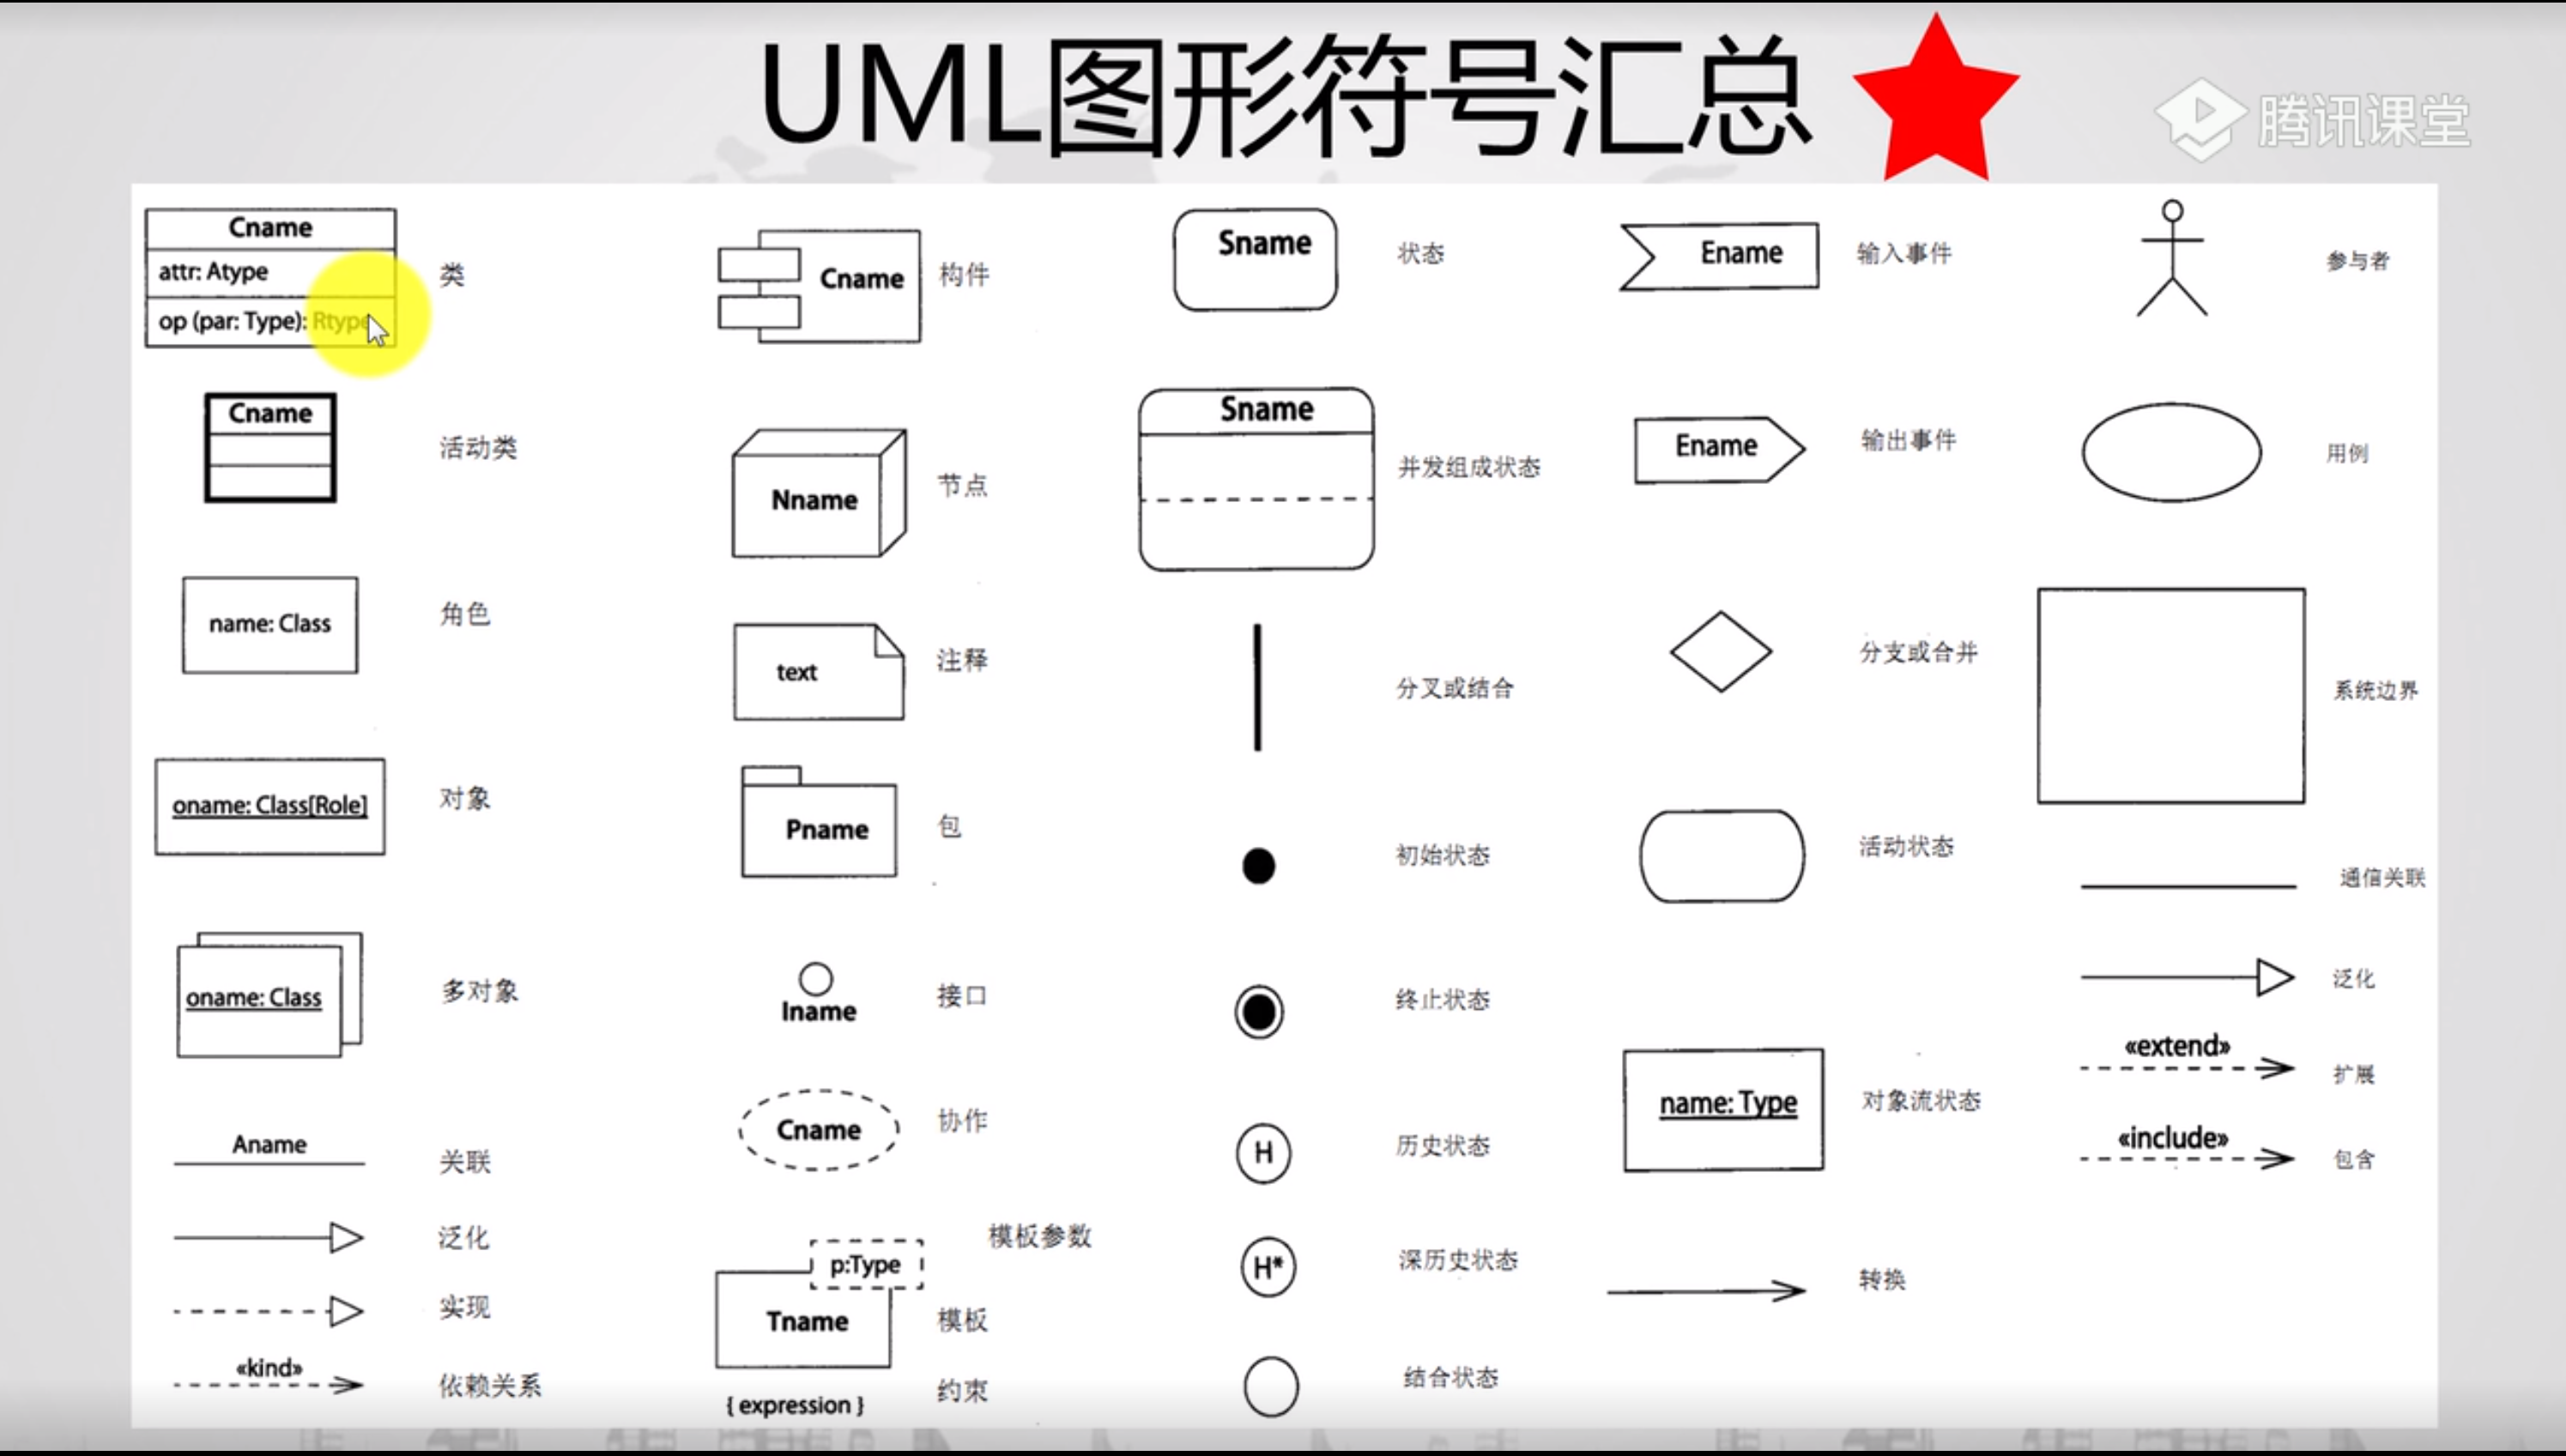 UML图形符号汇总
腾讯课堂
Cname
attr: Atype
op (par: Type): Rtype
类
Cname
活动类
name: Class
角色
oname: Class[Role]
对象
oname: Class
多对象
Aname
关联
泛化
实现
«kind»
依赖关系
Cname
构件
Nname
节点
text
注释
Pname
包
Iname
接口
Cname
协作
模板参数
p:Type
Tname
模板
{ expression }
约束
Sname
状态
Sname
并发组成状态
分叉或结合
初始状态
终止状态
H
历史状态
H*
深历史状态
结合状态
Ename
输入事件
Ename
输出事件
分支或合并
活动状态
name: Type
对象流状态
转换
参与者
用例
系统边界
通信关联
泛化
«extend»
扩展
«include»
包含